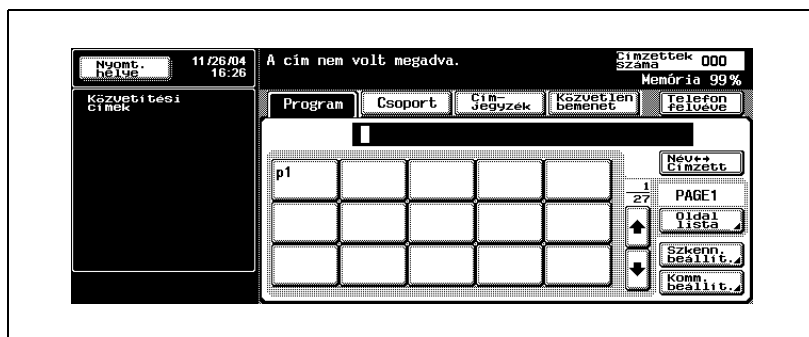 Nyomt. helye
11/26/04
16:26
A cím nem volt megadva.
Címzettek száma 000
Memória 99%
Közvetítési címek
Program
Csoport
Cím-jegyzék
Közvetlen bemenet
Telefon felvéve
p1
Név↔Címzett
1
27
PAGE1
Oldal lista
Szkenn. beállít.
Komm. beállít.